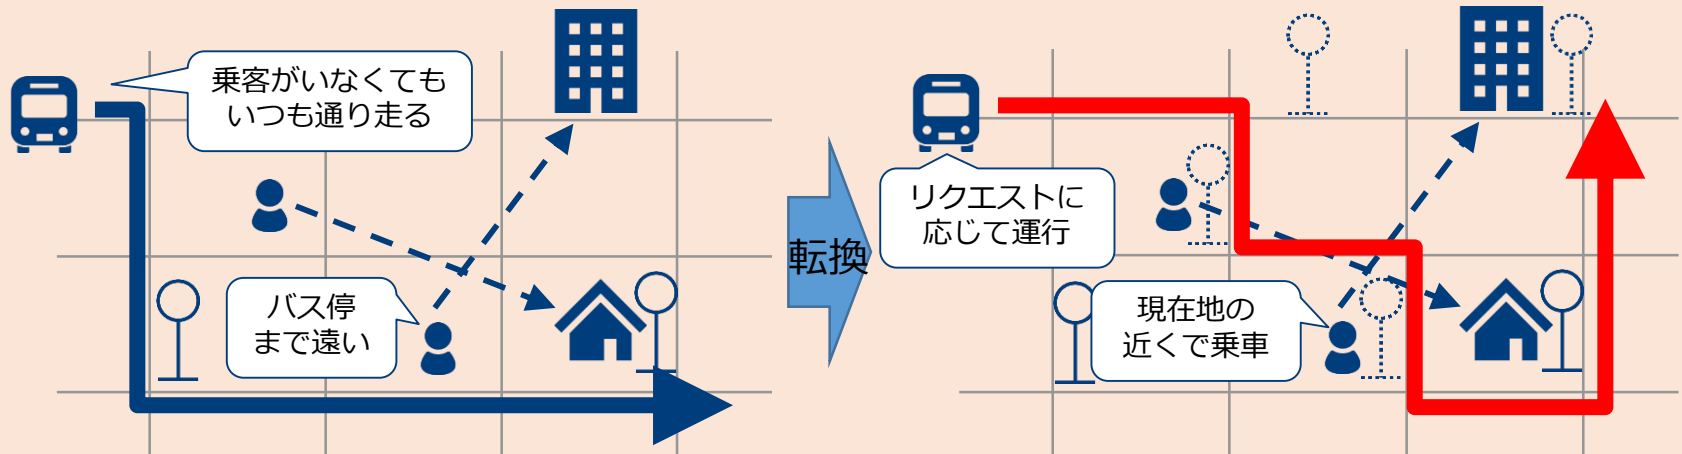 乗客がいなくても
いつも通り走る
バス停
まで遠い
転換
リクエストに
応じて運行
現在地の
近くで乗車